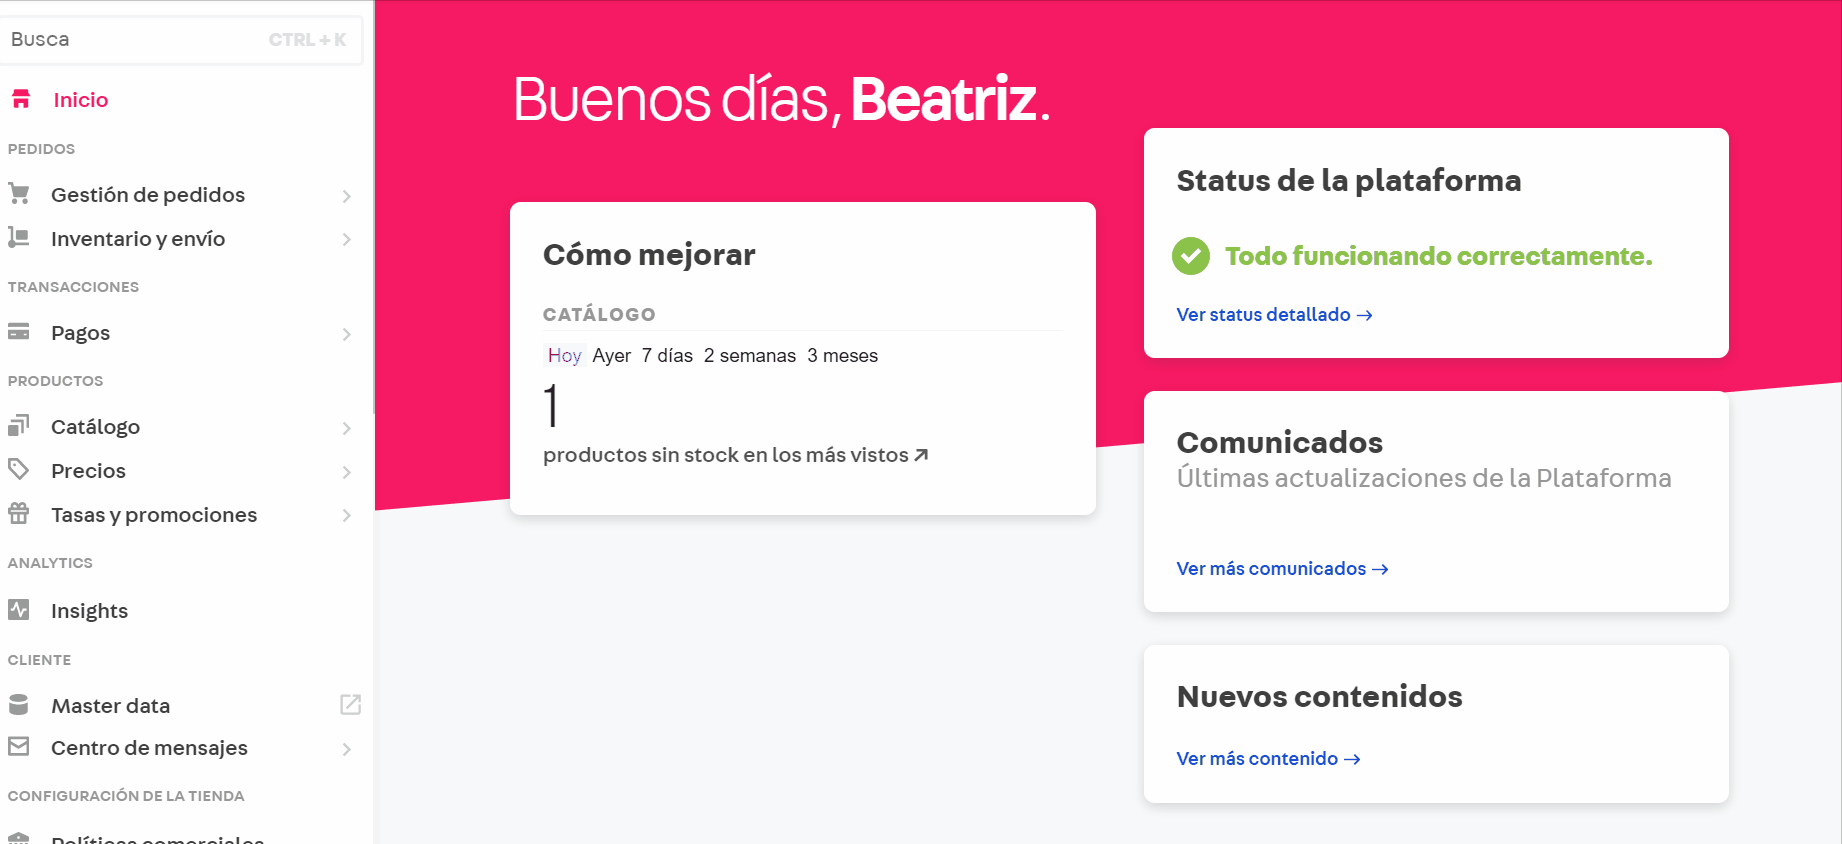 Busca CTRL + K
Inicio
PEDIDOS
Gestión de pedidos
Inventario y envío
TRANSACCIONES
Pagos
PRODUCTOS
Catálogo
Precios
Tasas y promociones
ANALYTICS
Insights
CLIENTE
Master data
Centro de mensajes
CONFIGURACIÓN DE LA TIENDA
Políticas comerciales
Buenos días, Beatriz.
Cómo mejorar
CATÁLOGO
Hoy Ayer 7 días 2 semanas 3 meses
1
productos sin stock en los más vistos
Status de la plataforma
Todo funcionando correctamente.
Ver status detallado →
Comunicados
Últimas actualizaciones de la Plataforma
Ver más comunicados →
Nuevos contenidos
Ver más contenido →